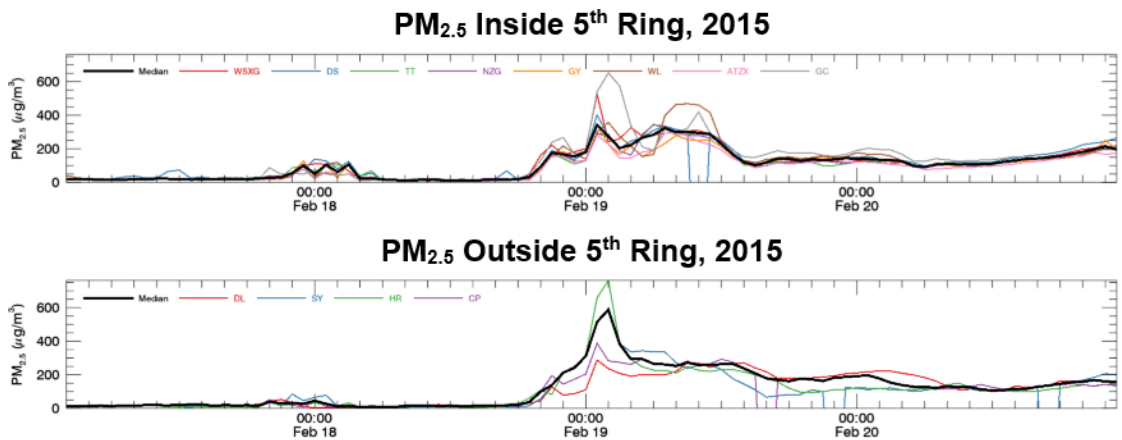 PM2.5 Inside 5th Ring, 2015
Median WSXG DS TT NZG GY WL ATZX GC
PM2.5 (μg/m³)
600
400
200
0
00:00 00:00 00:00
Feb 18 Feb 19 Feb 20
PM2.5 Outside 5th Ring, 2015
Median DL SY HR CP
PM2.5 (μg/m³)
600
400
200
0
00:00 00:00 00:00
Feb 18 Feb 19 Feb 20